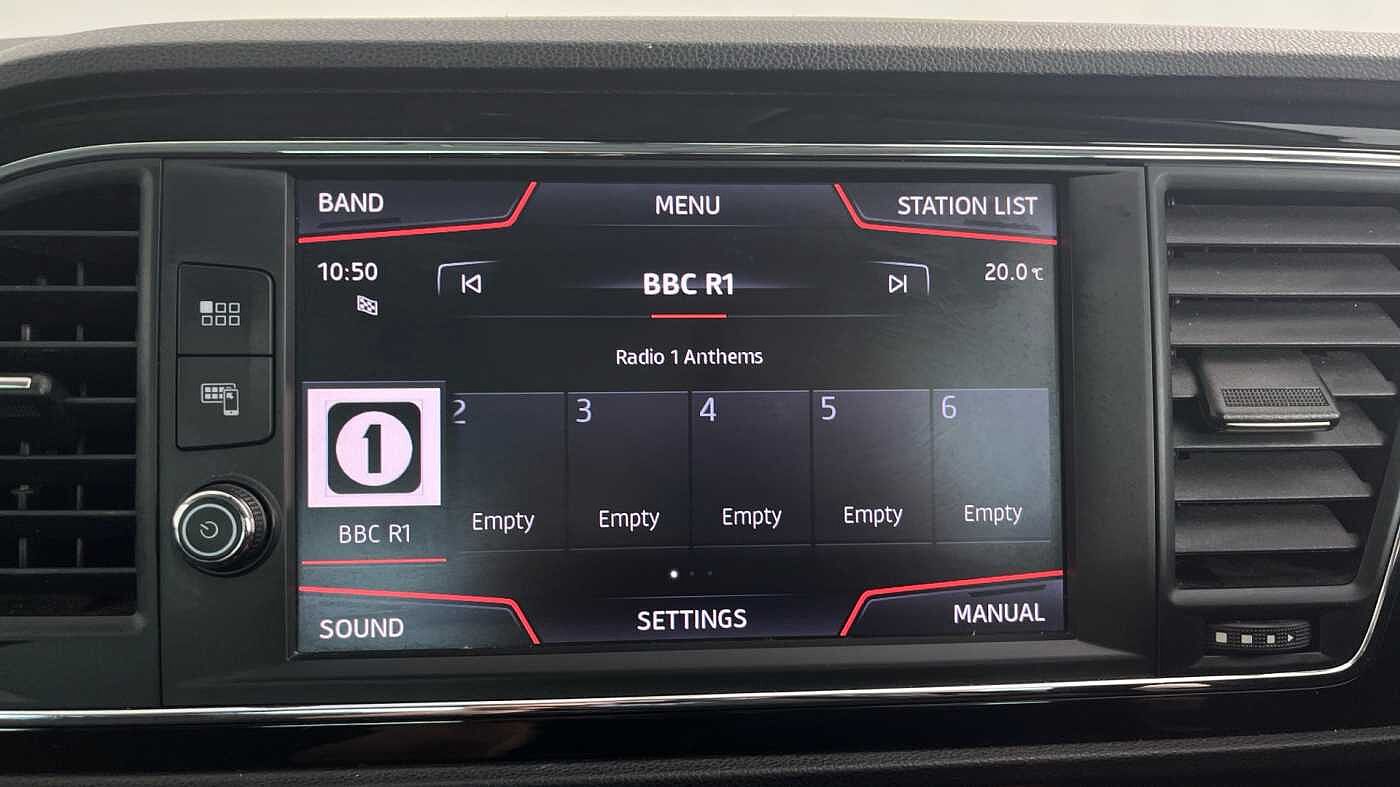 BAND MENU STATION LIST
10:50 BBC R1 20.0 °C
Radio 1 Anthems
1 2 3 4 5 6
BBC R1 Empty Empty Empty Empty Empty
SOUND SETTINGS MANUAL